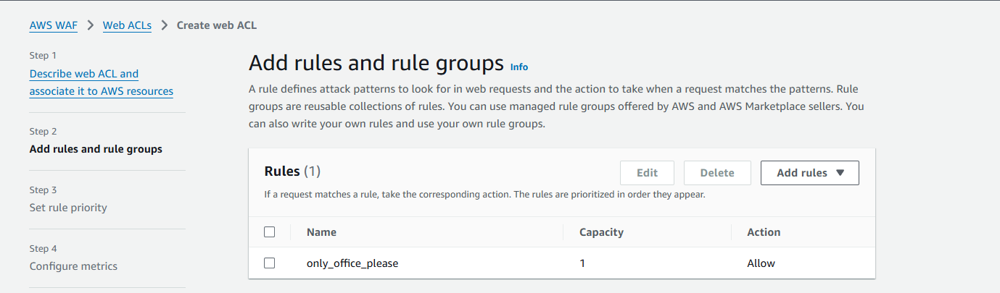 AWS WAF > Web ACLs > Create web ACL
Step 1
Describe web ACL and
associate it to AWS resources
Step 2
Add rules and rule groups
Step 3
Set rule priority
Step 4
Configure metrics
Add rules and rule groups Info
A rule defines attack patterns to look for in web requests and the action to take when a request matches the patterns. Rule
groups are reusable collections of rules. You can use managed rule groups offered by AWS and AWS Marketplace sellers. You
can also write your own rules and use your own rule groups.
Rules (1) Edit Delete Add rules
If a request matches a rule, take the corresponding action. The rules are prioritized in order they appear.
Name Capacity Action
only_office_please 1 Allow